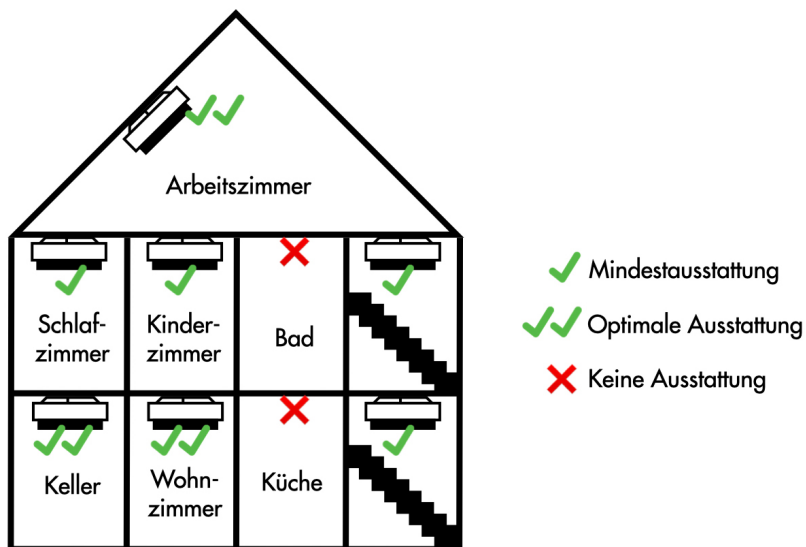 Arbeitszimmer
Schlaf-
zimmer
Kinder-
zimmer
Bad
Keller
Wohn-
zimmer
Küche
Mindestausstattung
Optimale Ausstattung
Keine Ausstattung